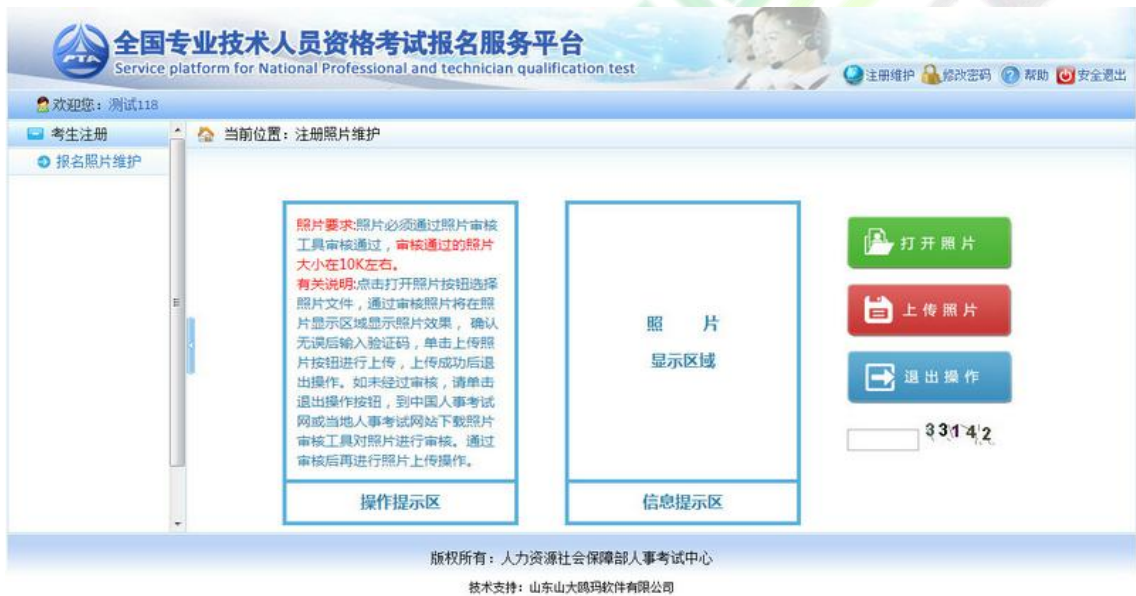 全国专业技术人员资格考试报名服务平台
Service platform for National Professional and technician qualification test
PTA
注册维护 修改密码 帮助 安全退出
欢迎您：测试118
考生注册
当前位置：注册照片维护
报名照片维护
照片要求:照片必须通过照片审核
工具审核通过，审核通过的照片
大小在10K左右。
有关说明:点击打开照片按钮选择
照片文件，通过审核照片将在照
片显示区域显示照片效果， 确认
无误后输入验证码，单击上传照
片按钮进行上传，上传成功后退
出操作。如未经过审核，请单击
退出操作按钮，到中国人事考试
网或当地人事考试网站下载照片
审核工具对照片进行审核。通过
审核后再进行照片上传操作。
操作提示区
照 片
显示区域
信息提示区
打开照片
上传照片
退出操作
33142
版权所有：人力资源社会保障部人事考试中心
技术支持：山东山大鸥玛软件有限公司